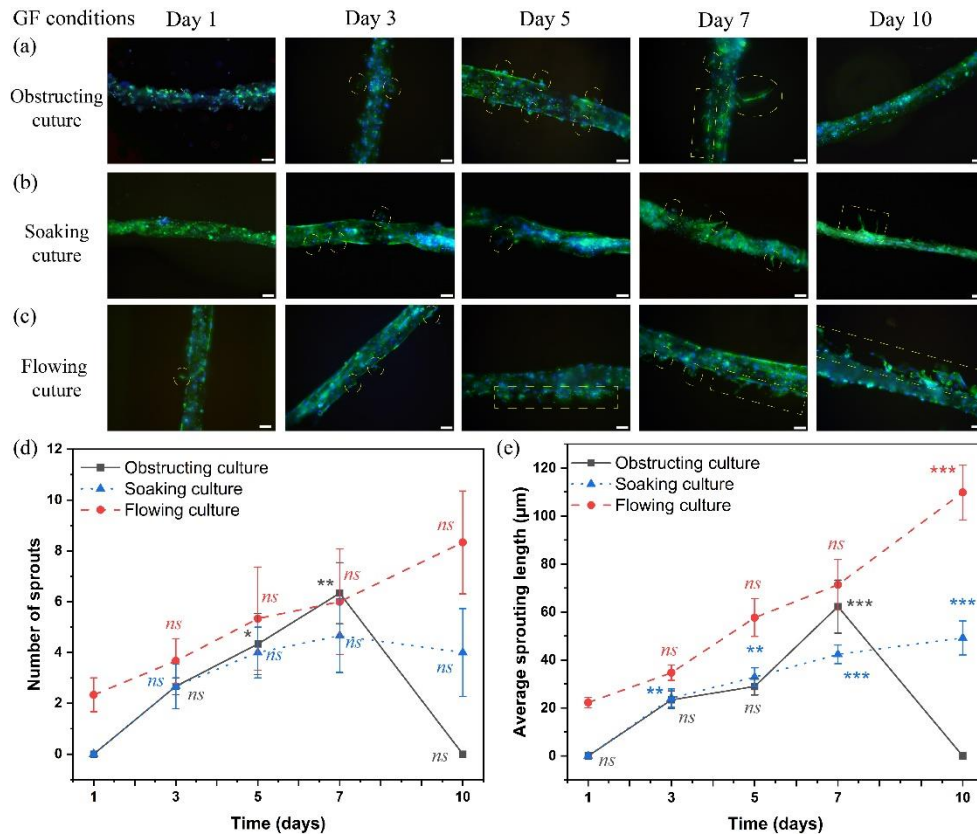 GF conditions Day 1 Day 3 Day 5 Day 7 Day 10
(a)
Obstructing
cuture
(b)
Soaking
cuture
(c)
Flowing
cuture
(d)
12
10
8
6
4
2
0
Number of sprouts
Obstructing culture
Soaking culture
Flowing culture
ns
ns
ns
ns
*
ns
ns
**
ns
ns
ns
ns
ns
1 3 5 7 10
Time (days)
(e)
120
100
80
60
40
20
0
Average sprouting length (µm)
Obstructing culture
Soaking culture
Flowing culture
ns
ns
**
ns
ns
**
ns
ns
***
***
***
***
1 3 5 7 10
Time (days)